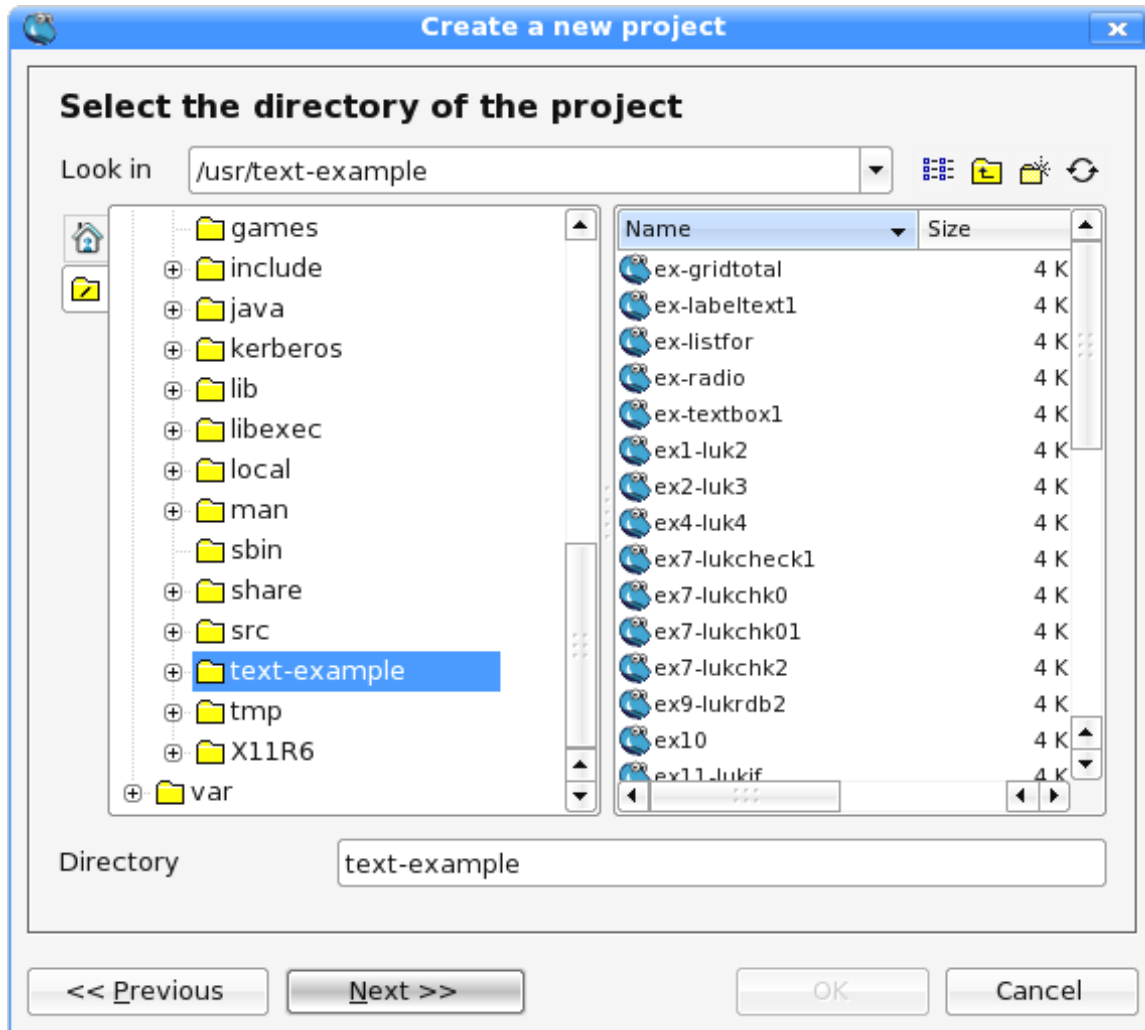 Create a new project
Select the directory of the project
Look in /usr/text-example
games
include
java
kerberos
lib
libexec
local
man
sbin
share
src
text-example
tmp
X11R6
var
Name Size
ex-gridtotal 4 K
ex-labeltext1 4 K
ex-listfor 4 K
ex-radio 4 K
ex-textbox1 4 K
ex1-luk2 4 K
ex2-luk3 4 K
ex4-luk4 4 K
ex7-lukcheck1 4 K
ex7-lukchk0 4 K
ex7-lukchk01 4 K
ex7-lukchk2 4 K
ex9-lukrdb2 4 K
ex10 4 K
ex11-lukif 4 K
Directory text-example
<< Previous Next >> OK Cancel